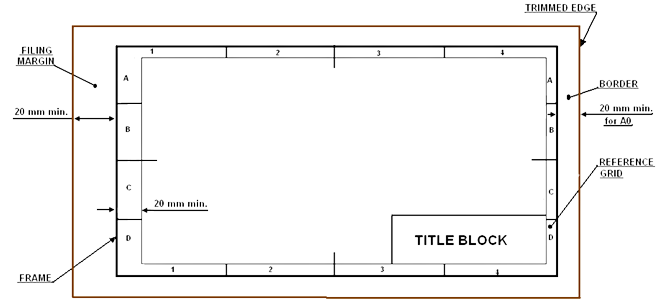 TRIMMED EDGE
FILING
MARGIN
1 2 3 4
A A
BORDER
20 mm min.
20 mm min.
for A0
B B
REFERENCE
GRID
C C
20 mm min.
D D
TITLE BLOCK
FRAME
1 2 3 4